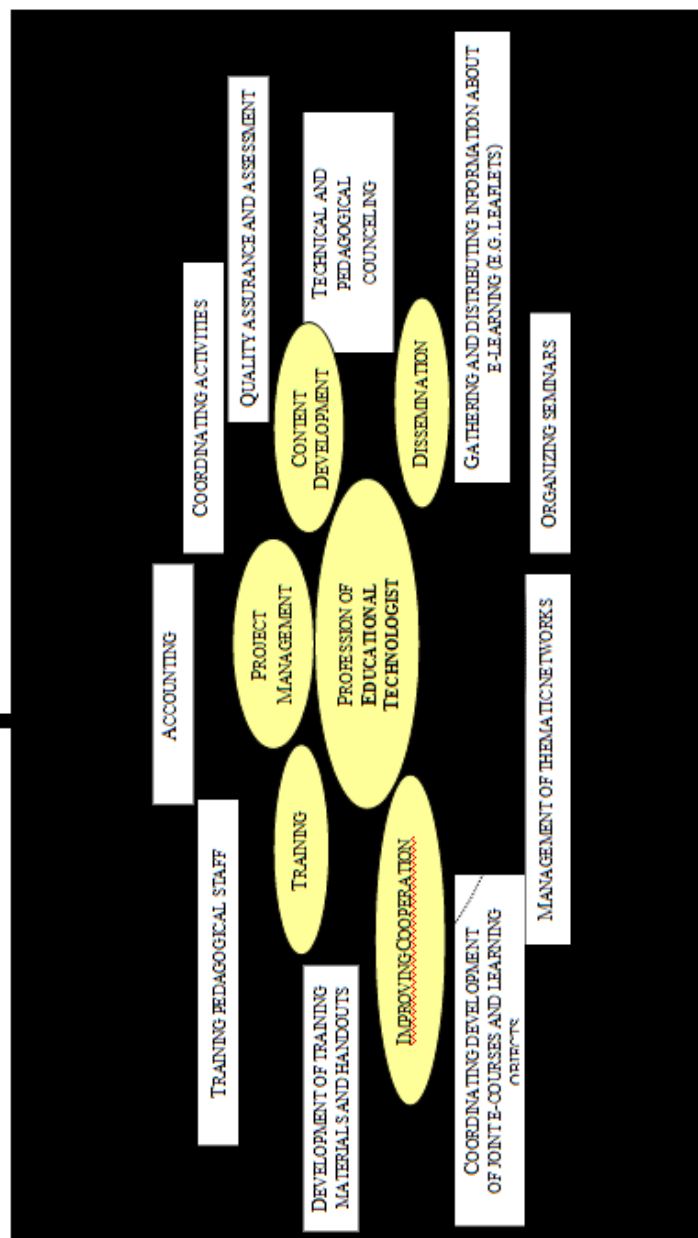 ACCOUNTING
TRAINING PEDAGOGICAL STAFF
COORDINATING ACTIVITIES
QUALITY ASSURANCE AND ASSESSMENT
PROJECT
MANAGEMENT
TRAINING
CONTENT
DEVELOPMENT
DEVELOPMENT OF TRAINING
MATERIALS AND HANDOUTS
TECHNICAL AND
PEDAGOGICAL
COUNCELING
PROFESSION OF
EDUCATIONAL
TECHNOLOGIST
IMPROVING COOPERATION
DISSEMINATION
COORDINATING DEVELOPMENT
OF JOINT E-COURSES AND LEARNING
OBJECTS
GATHERING AND DISTRIBUTING INFORMATION ABOUT
E-LEARNING (E.G. LEAFLETS)
MANAGEMENT OF THEMATIC NETWORKS
ORGANIZING SEMINARS